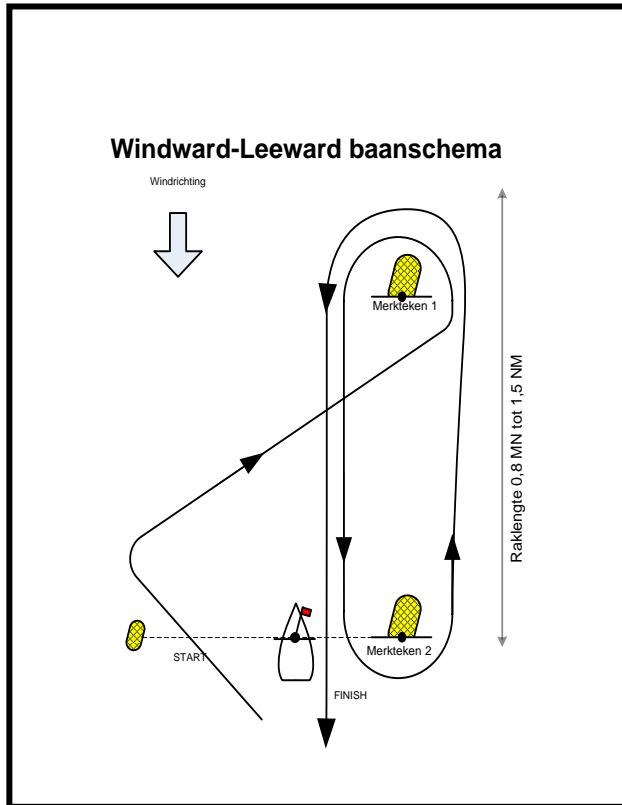 Windward-Leeward baanschema
Windrichting
Merkteken 1
Raklengte 0,8 MN tot 1,5 NM
START
Merkteken 2
FINISH